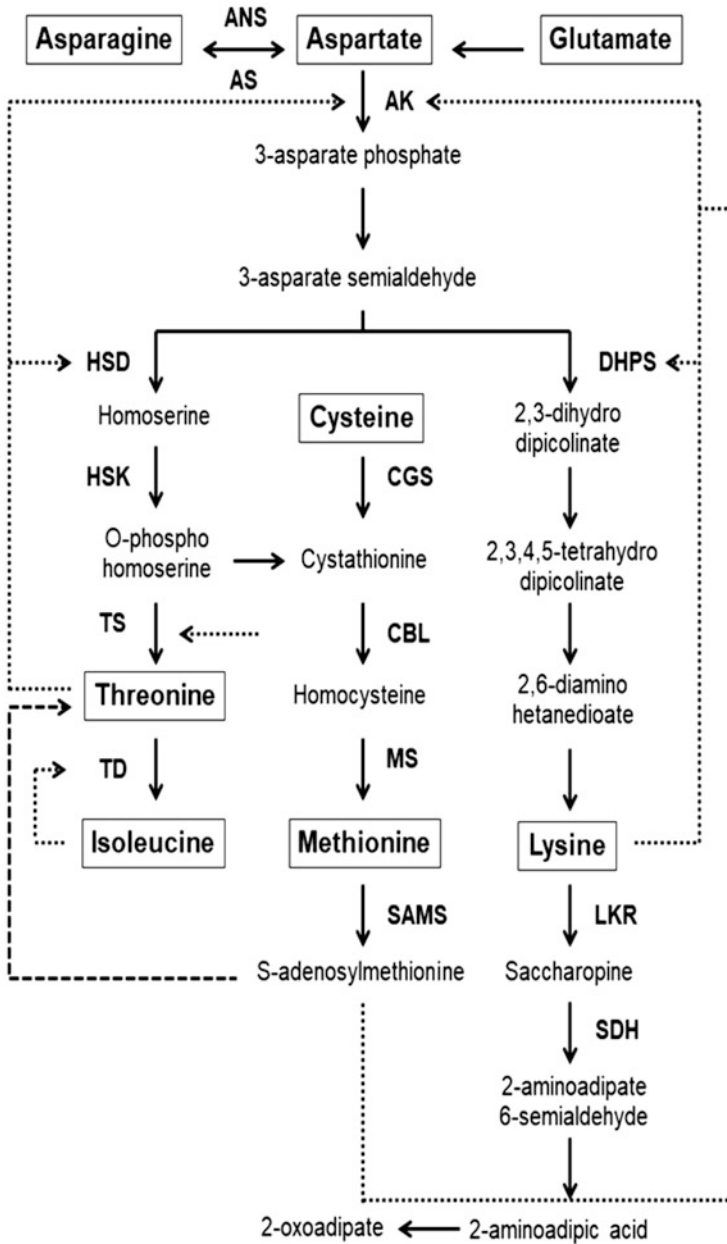 ANS
Asparagine Aspartate Glutamate
AS
AK
3-asparate phosphate
3-asparate semialdehyde
HSD DHPS
Homoserine
Cysteine
2,3-dihydro
dipicolinate
HSK CGS
O-phospho
homoserine
Cystathionine
2,3,4,5-tetrahydro
dipicolinate
TS CBL
Threonine
Homocysteine
2,6-diamino
hetanedioate
TD MS
Isoleucine Methionine Lysine
SAMS LKR
S-adenosylmethionine Saccharopine
SDH
2-aminoadipate
6-semialdehyde
2-oxoadipate 2-aminoadipic acid